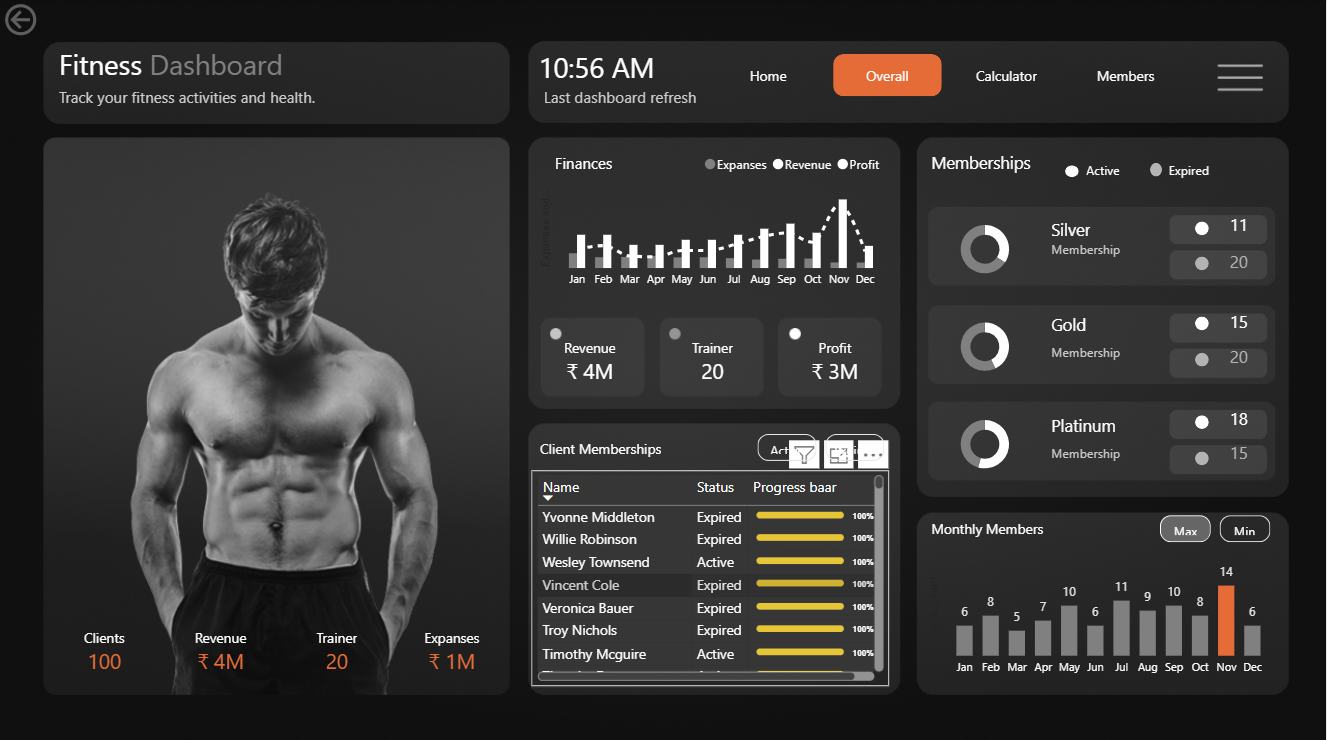 Fitness Dashboard
Track your fitness activities and health.
10:56 AM
Last dashboard refresh
Home
Overall
Calculator
Members
Clients
100
Revenue
₹ 4M
Trainer
20
Expanses
₹ 1M
Finances
Expanses Revenue Profit
Jan Feb Mar Apr May Jun Jul Aug Sep Oct Nov Dec
Revenue
₹ 4M
Trainer
20
Profit
₹ 3M
Client Memberships
Name Status Progress baar
Yvonne Middleton Expired 100%
Willie Robinson Expired 100%
Wesley Townsend Active 100%
Vincent Cole Expired 100%
Veronica Bauer Expired 100%
Troy Nichols Expired 100%
Timothy Mcguire Active 100%
Memberships
Active Expired
Silver
Membership
11
20
Gold
Membership
15
20
Platinum
Membership
18
15
Monthly Members
Max Min
6 8 5 7 10 6 11 9 10 8 14 6
Jan Feb Mar Apr May Jun Jul Aug Sep Oct Nov Dec